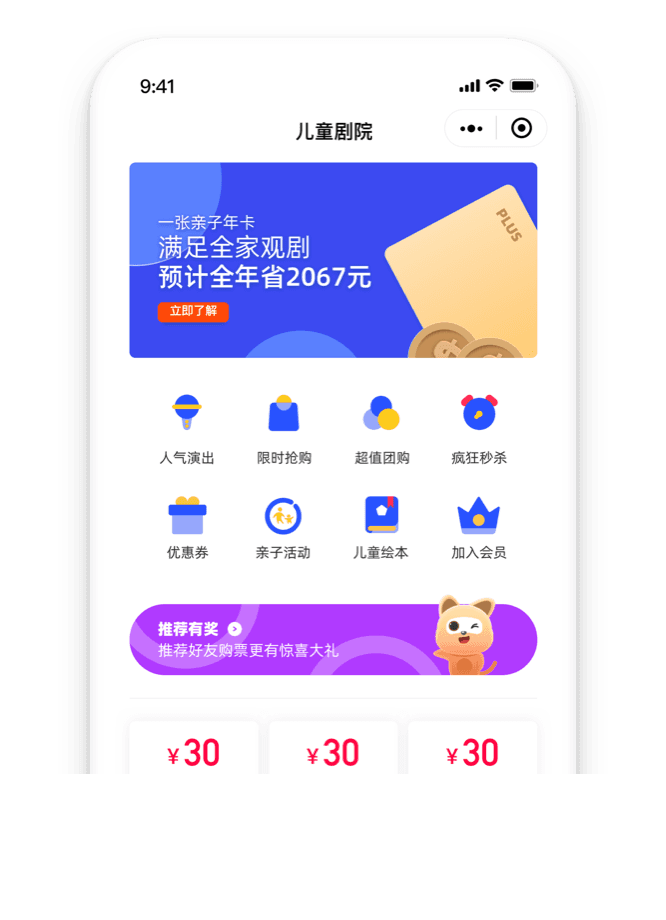 9:41
儿童剧院
PLUS
一张亲子年卡
满足全家观剧
预计全年省2067元
立即了解
人气演出 限时抢购 超值团购 疯狂秒杀
优惠券 亲子活动 儿童绘本 加入会员
推荐有奖
推荐好友购票更有惊喜大礼
¥30 ¥30 ¥30